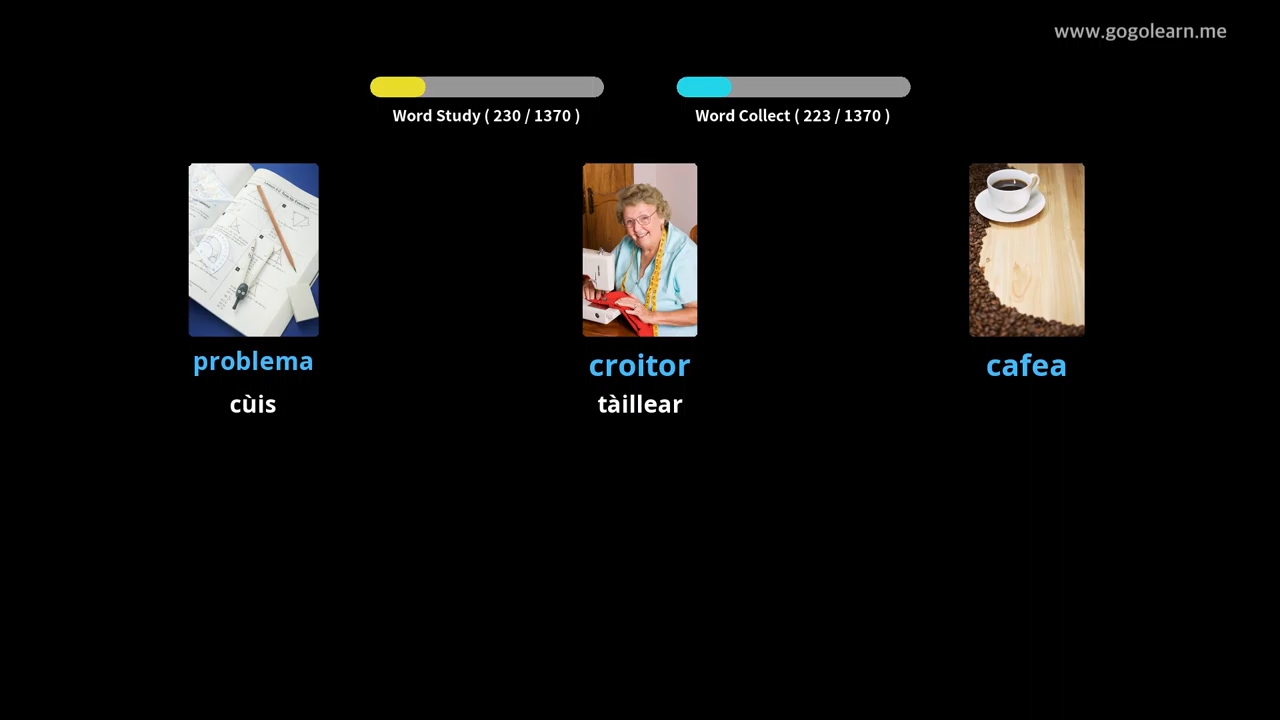 www.gogolearn.me
Word Study ( 230 / 1370 )
Word Collect ( 223 / 1370 )
problema
croitor
cafea
cùis
tàillear